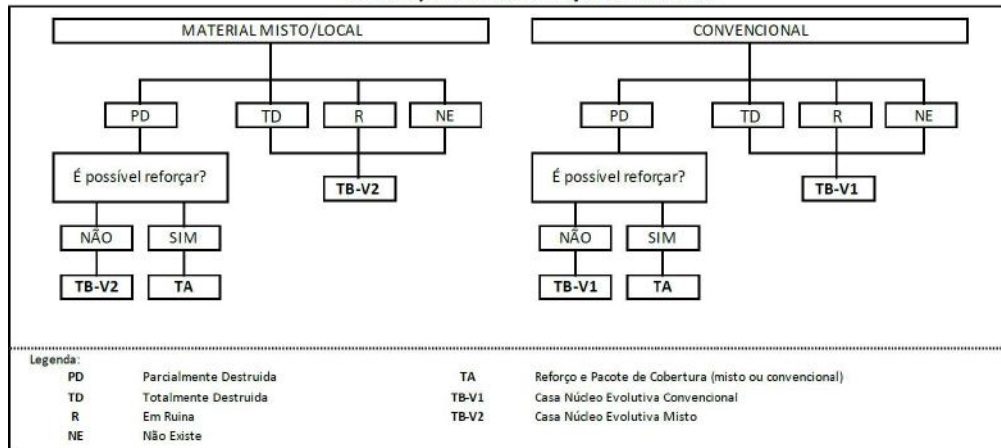 MATERIAL MISTO/LOCAL
PD TD R NE
É possível reforçar?
TB-V2
NÃO SIM
TB-V2 TA
CONVENCIONAL
PD TD R NE
É possível reforçar?
TB-V1
NÃO SIM
TB-V1 TA
Legenda:
PD Parcialmente Destruida
TD Totalmente Destruida
R Em Ruina
NE Não Existe
TA Reforço e Pacote de Cobertura (misto ou convencional)
TB-V1 Casa Núcleo Evolutiva Convencional
TB-V2 Casa Núcleo Evolutiva Misto